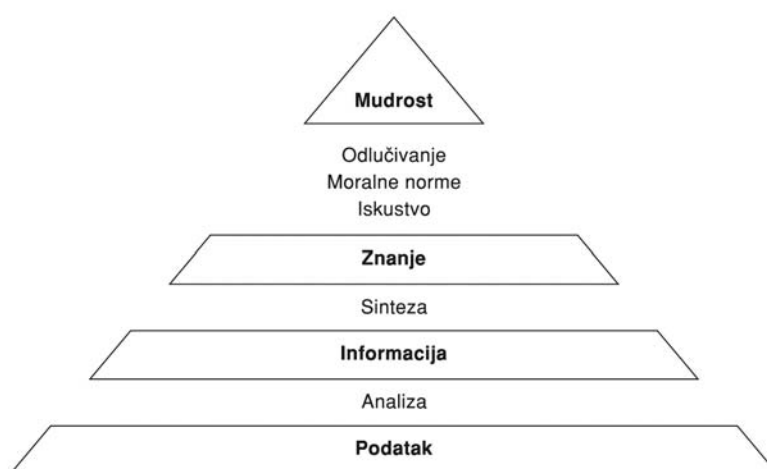 Mudrost
Odlučivanje
Moralne norme
Iskustvo
Znanje
Sinteza
Informacija
Analiza
Podatak